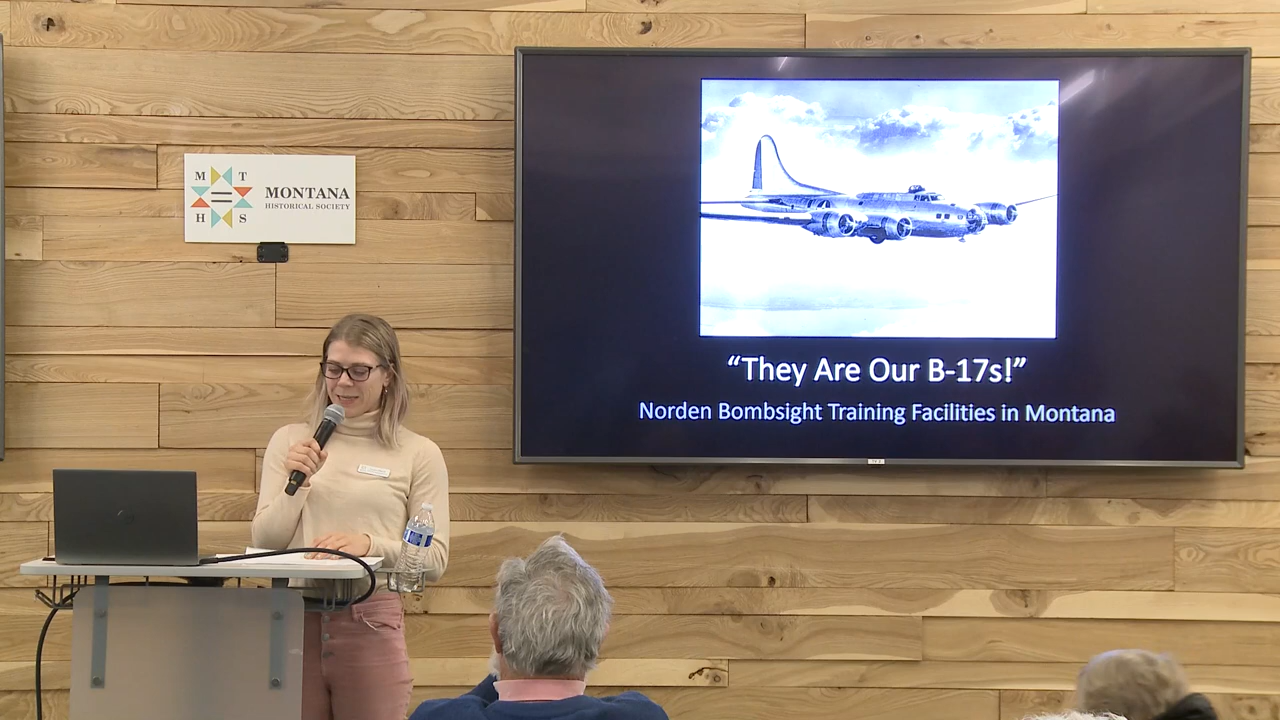 M T
H S
MONTANA
HISTORICAL SOCIETY
“They Are Our B-17s!”
Norden Bombsight Training Facilities in Montana